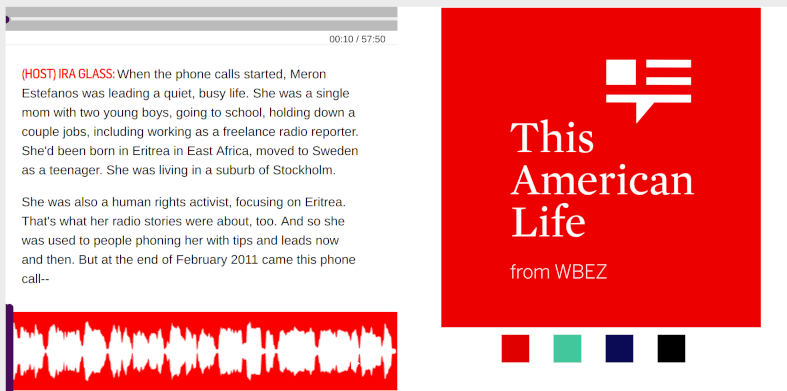 00:10 / 57:50
(HOST) IRA GLASS: When the phone calls started, Meron
Estefanos was leading a quiet, busy life. She was a single
mom with two young boys, going to school, holding down a
couple jobs, including working as a freelance radio reporter.
She'd been born in Eritrea in East Africa, moved to Sweden
as a teenager. She was living in a suburb of Stockholm.
She was also a human rights activist, focusing on Eritrea.
That's what her radio stories were about, too. And so she
was used to people phoning her with tips and leads now
and then. But at the end of February 2011 came this phone
call--
This
American
Life
from WBEZ